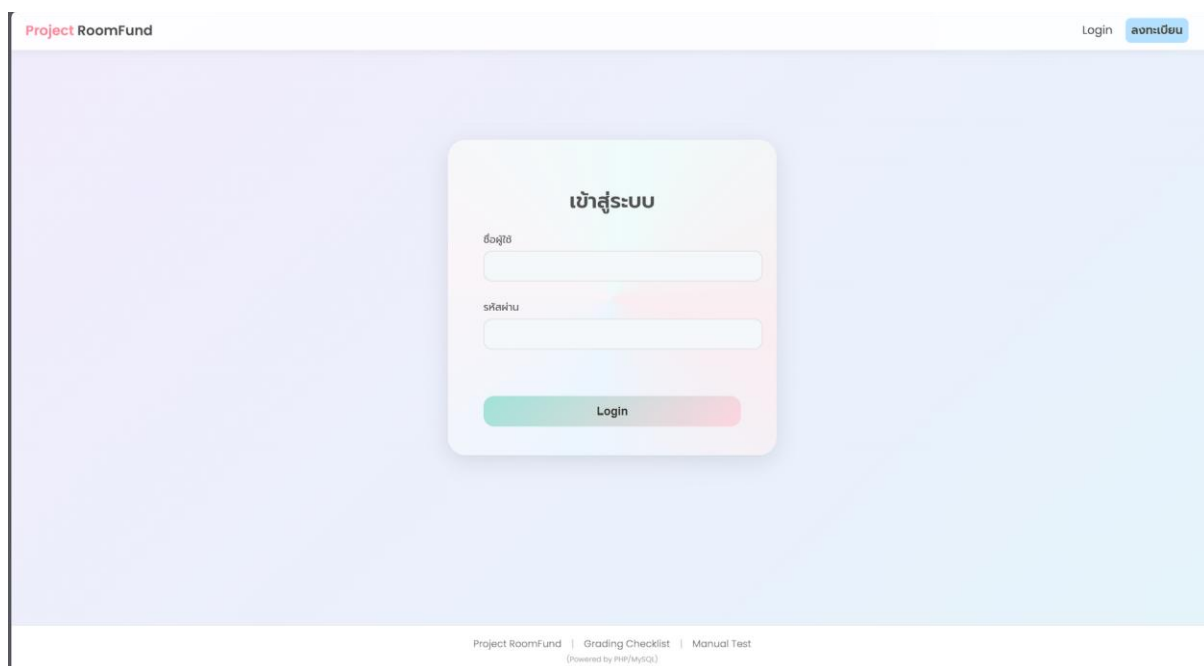 Project RoomFund
Login
ลงทะเบียน
เข้าสู่ระบบ
ชื่อผู้ใช้
รหัสผ่าน
Login
Project RoomFund | Grading Checklist | Manual Test
(Powered by PHP/MySQL)